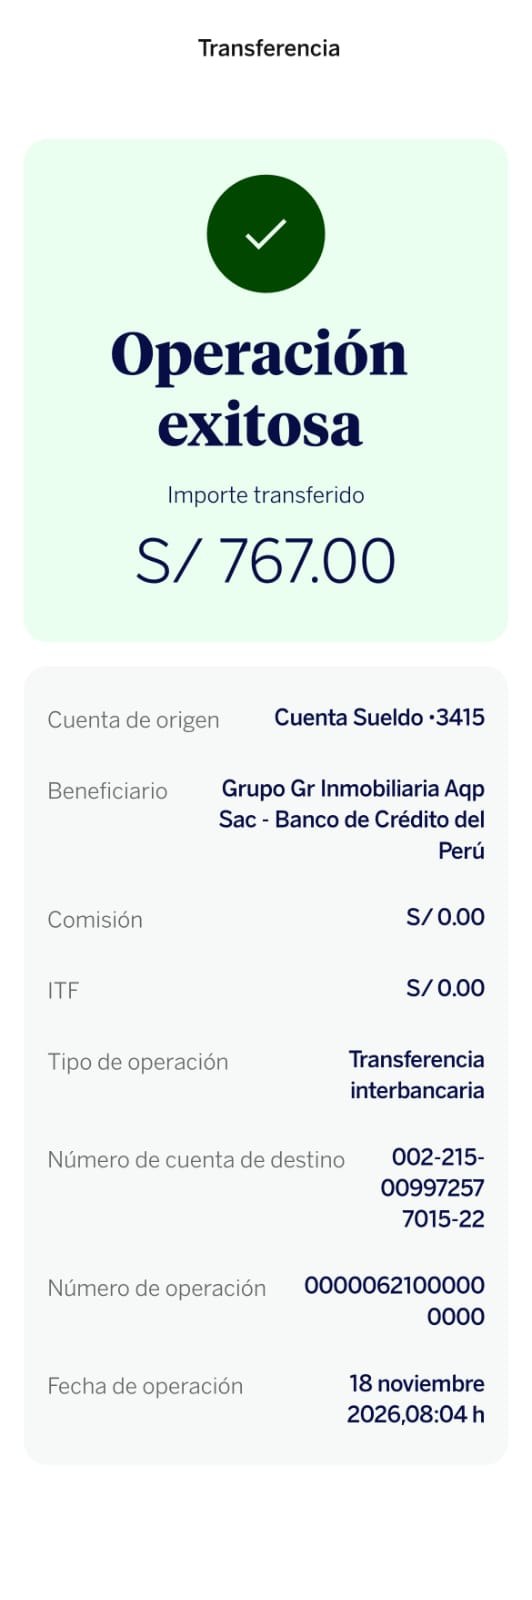 Transferencia
Operación
exitosa
Importe transferido
S/ 767.00
Cuenta de origen Cuenta Sueldo •3415
Beneficiario Grupo Gr Inmobiliaria Aqp
Sac - Banco de Crédito del
Perú
Comisión S/ 0.00
ITF S/ 0.00
Tipo de operación Transferencia
interbancaria
Número de cuenta de destino 002-215-
00997257
7015-22
Número de operación 0000062100000
0000
Fecha de operación 18 noviembre
2026,08:04 h